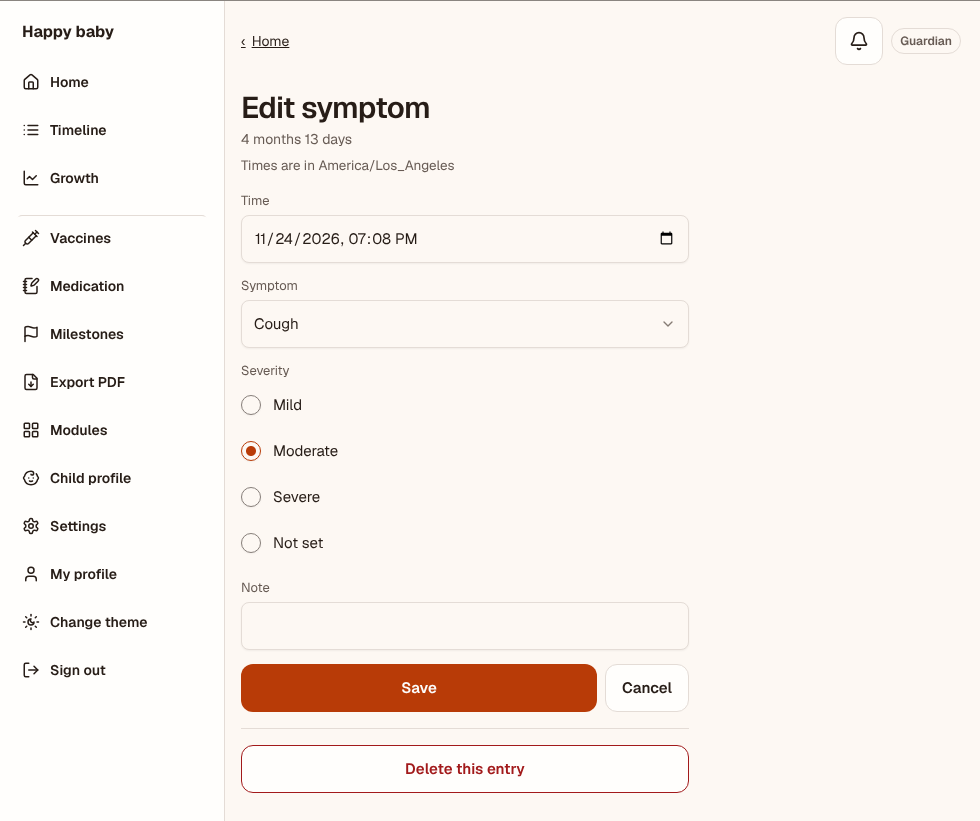 Happy baby
Home
Timeline
Growth
Vaccines
Medication
Milestones
Export PDF
Modules
Child profile
Settings
My profile
Change theme
Sign out
‹ Home
Guardian
Edit symptom
4 months 13 days
Times are in America/Los_Angeles
Time
11/24/2026, 07:08 PM
Symptom
Cough
Severity
Mild
Moderate
Severe
Not set
Note
Save
Cancel
Delete this entry